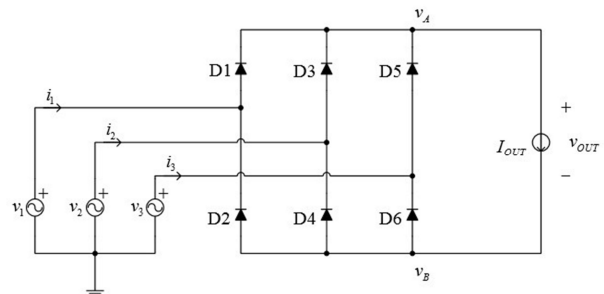 v_A
D1 D3 D5
i_1
+
i_2
I_OUT v_OUT
i_3
−
+ + +
v_1 v_2 v_3
D2 D4 D6
v_B